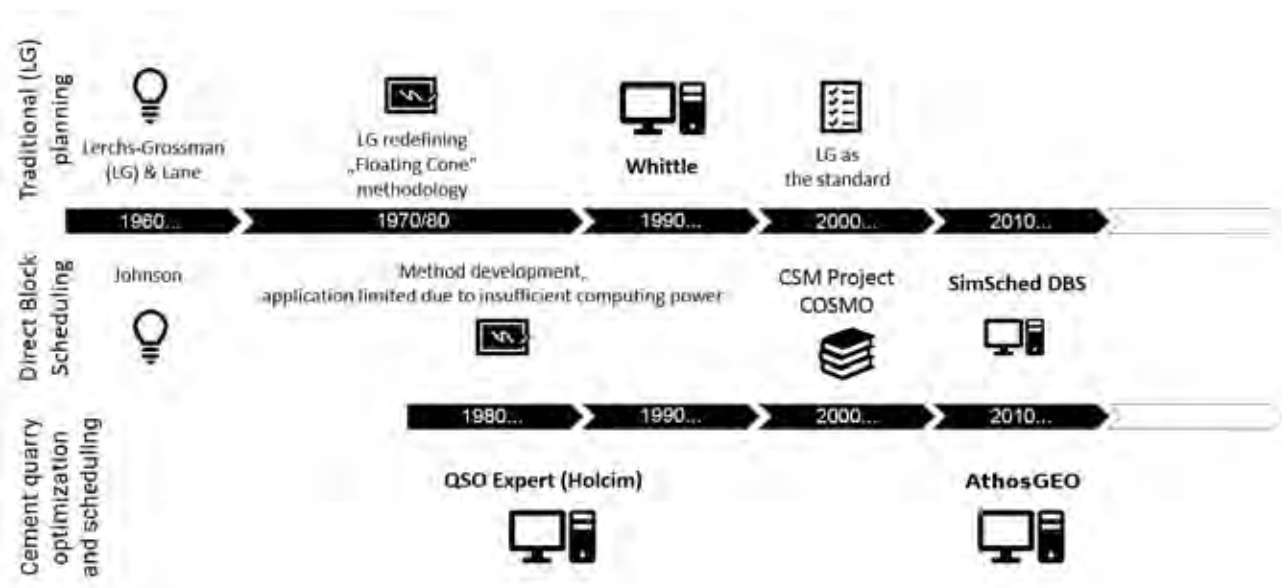 Traditional (LG)
planning
Lerchs-Grossman
(LG) & Lane
LG redefining
„Floating Cone"
methodology
Whittle
LG as
the standard
1960...
1970/80
1990...
2000...
2010...
Direct Block
Scheduling
Johnson
Method development,
application limited due to insufficient computing power
CSM Project
COSMO
SimSched DBS
1980...
1990...
2000...
2010...
Cement quarry
optimization
and scheduling
QSO Expert (Holcim)
AthosGEO